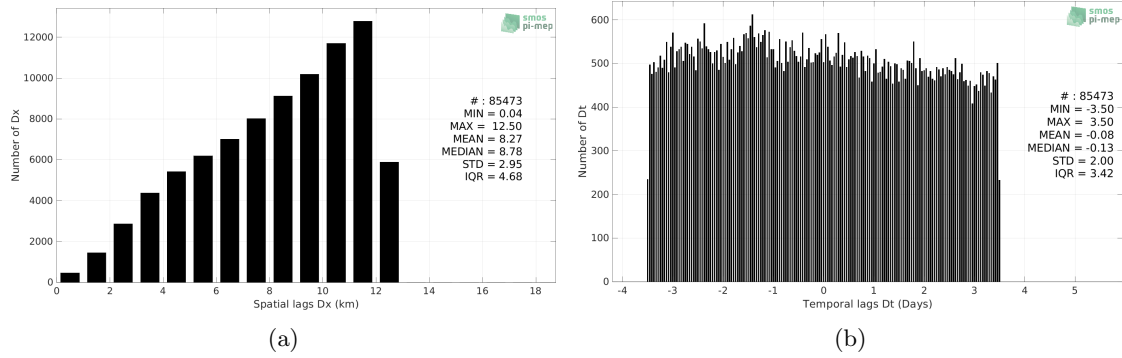 12000
10000
8000
6000
4000
2000
0
Number of Dx
smos
pi-mep
# : 85473
MIN = 0.04
MAX = 12.50
MEAN = 8.27
MEDIAN = 8.78
STD = 2.95
IQR = 4.68
0 2 4 6 8 10 12 14 16 18
Spatial lags Dx (km)
(a)
600
500
400
300
200
100
0
Number of Dt
smos
pi-mep
# : 85473
MIN = -3.50
MAX = 3.50
MEAN = -0.08
MEDIAN = -0.13
STD = 2.00
IQR = 3.42
-4 -3 -2 -1 0 1 2 3 4 5
Temporal lags Dt (Days)
(b)